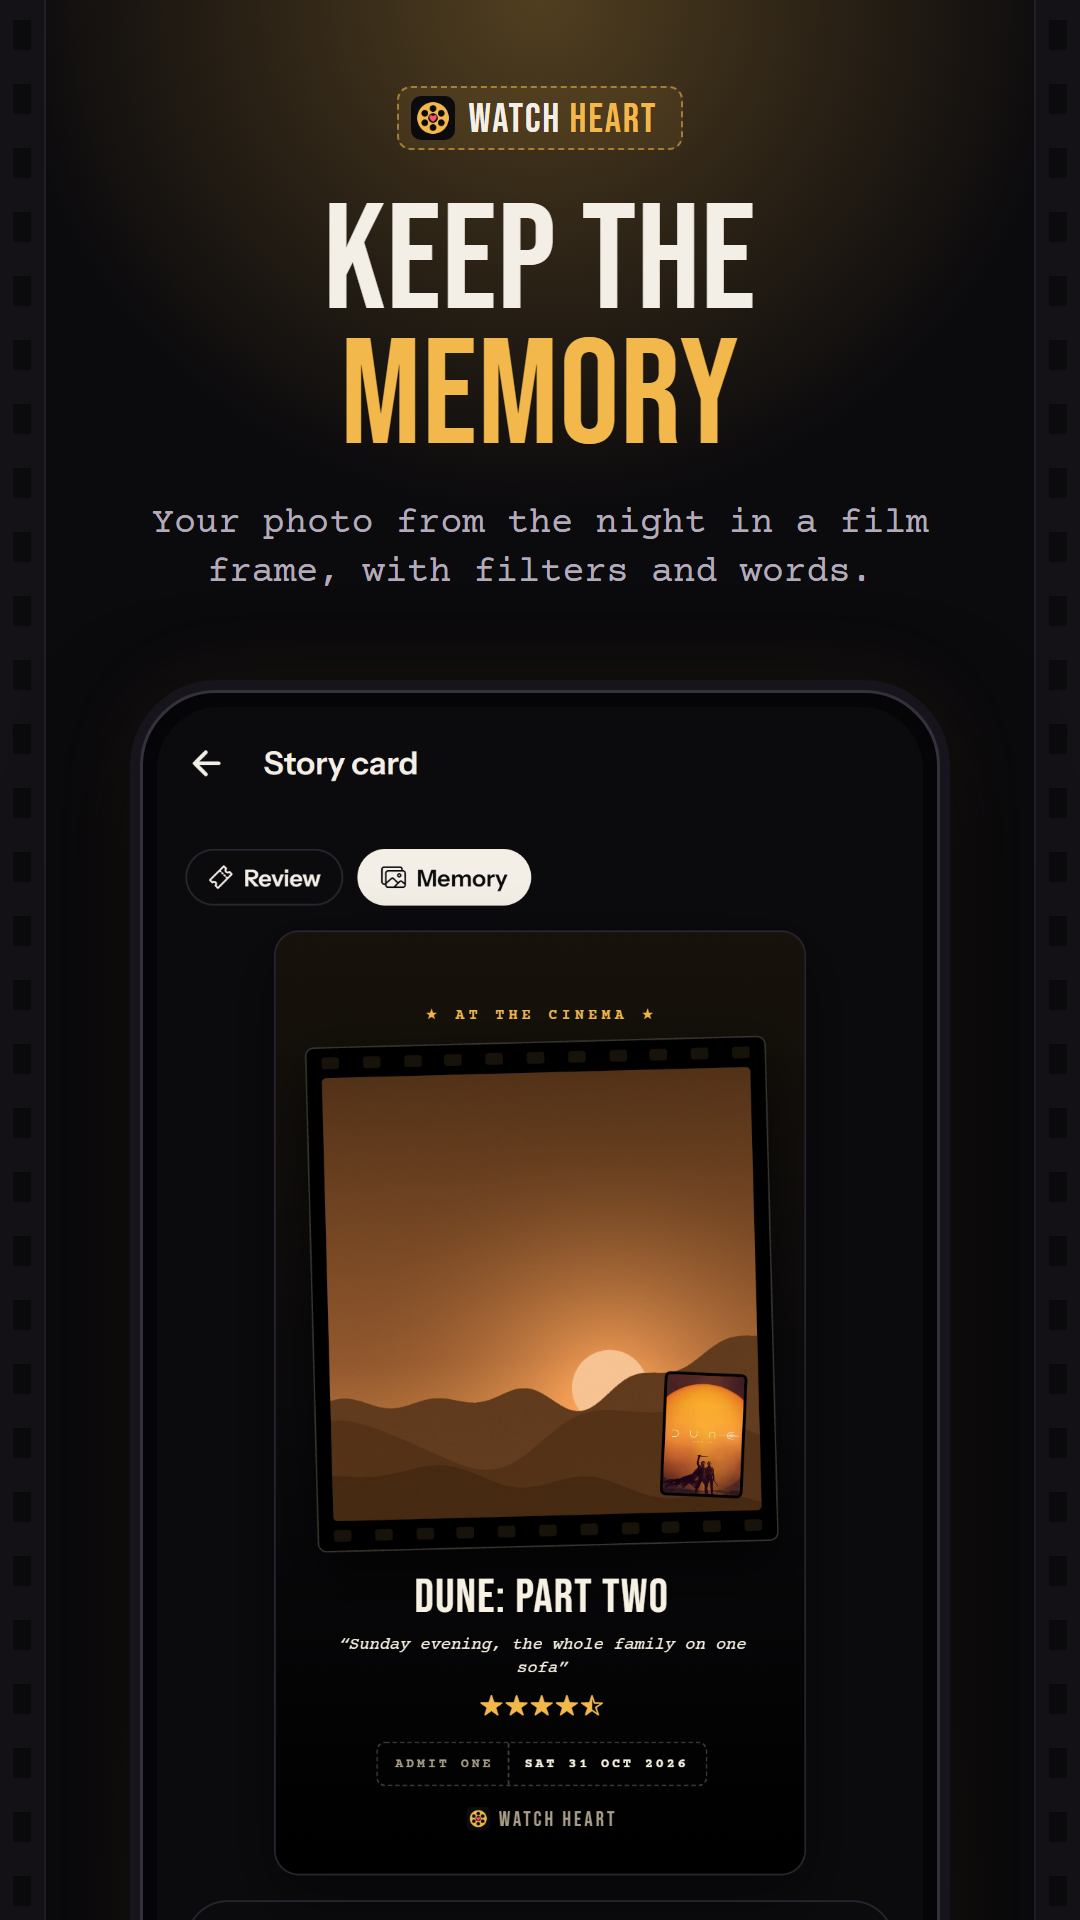 WATCH HEART
KEEP THE
MEMORY
Your photo from the night in a film
frame, with filters and words.
Story card
Review
Memory
★ AT THE CINEMA ★
DUNE
DUNE: PART TWO
“Sunday evening, the whole family on one
sofa”
ADMIT ONE
SAT 31 OCT 2026
WATCH HEART